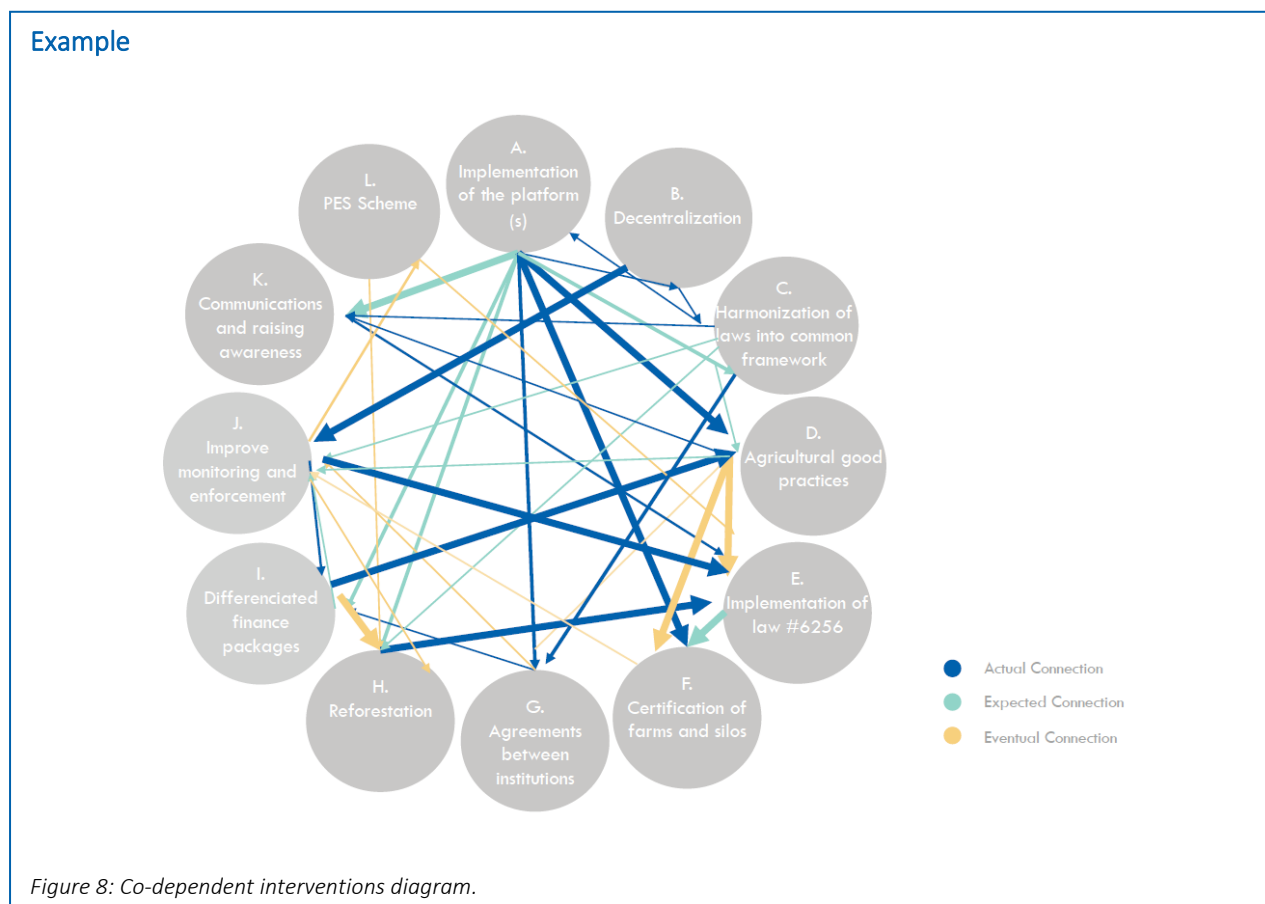 Example
A.
Implementation
of the platform
(s)
B.
Decentralization
C.
Harmonization of
laws into common
framework
D.
Agricultural good
practices
E.
Implementation of
law #6256
F.
Certification of
farms and silos
G.
Agreements
between
institutions
H.
Reforestation
I.
Differenciated
finance
packages
J.
Improve
monitoring and
enforcement
K.
Communications
and raising
awareness
L.
PES Scheme
Actual Connection
Expected Connection
Eventual Connection
Figure 8: Co-dependent interventions diagram.